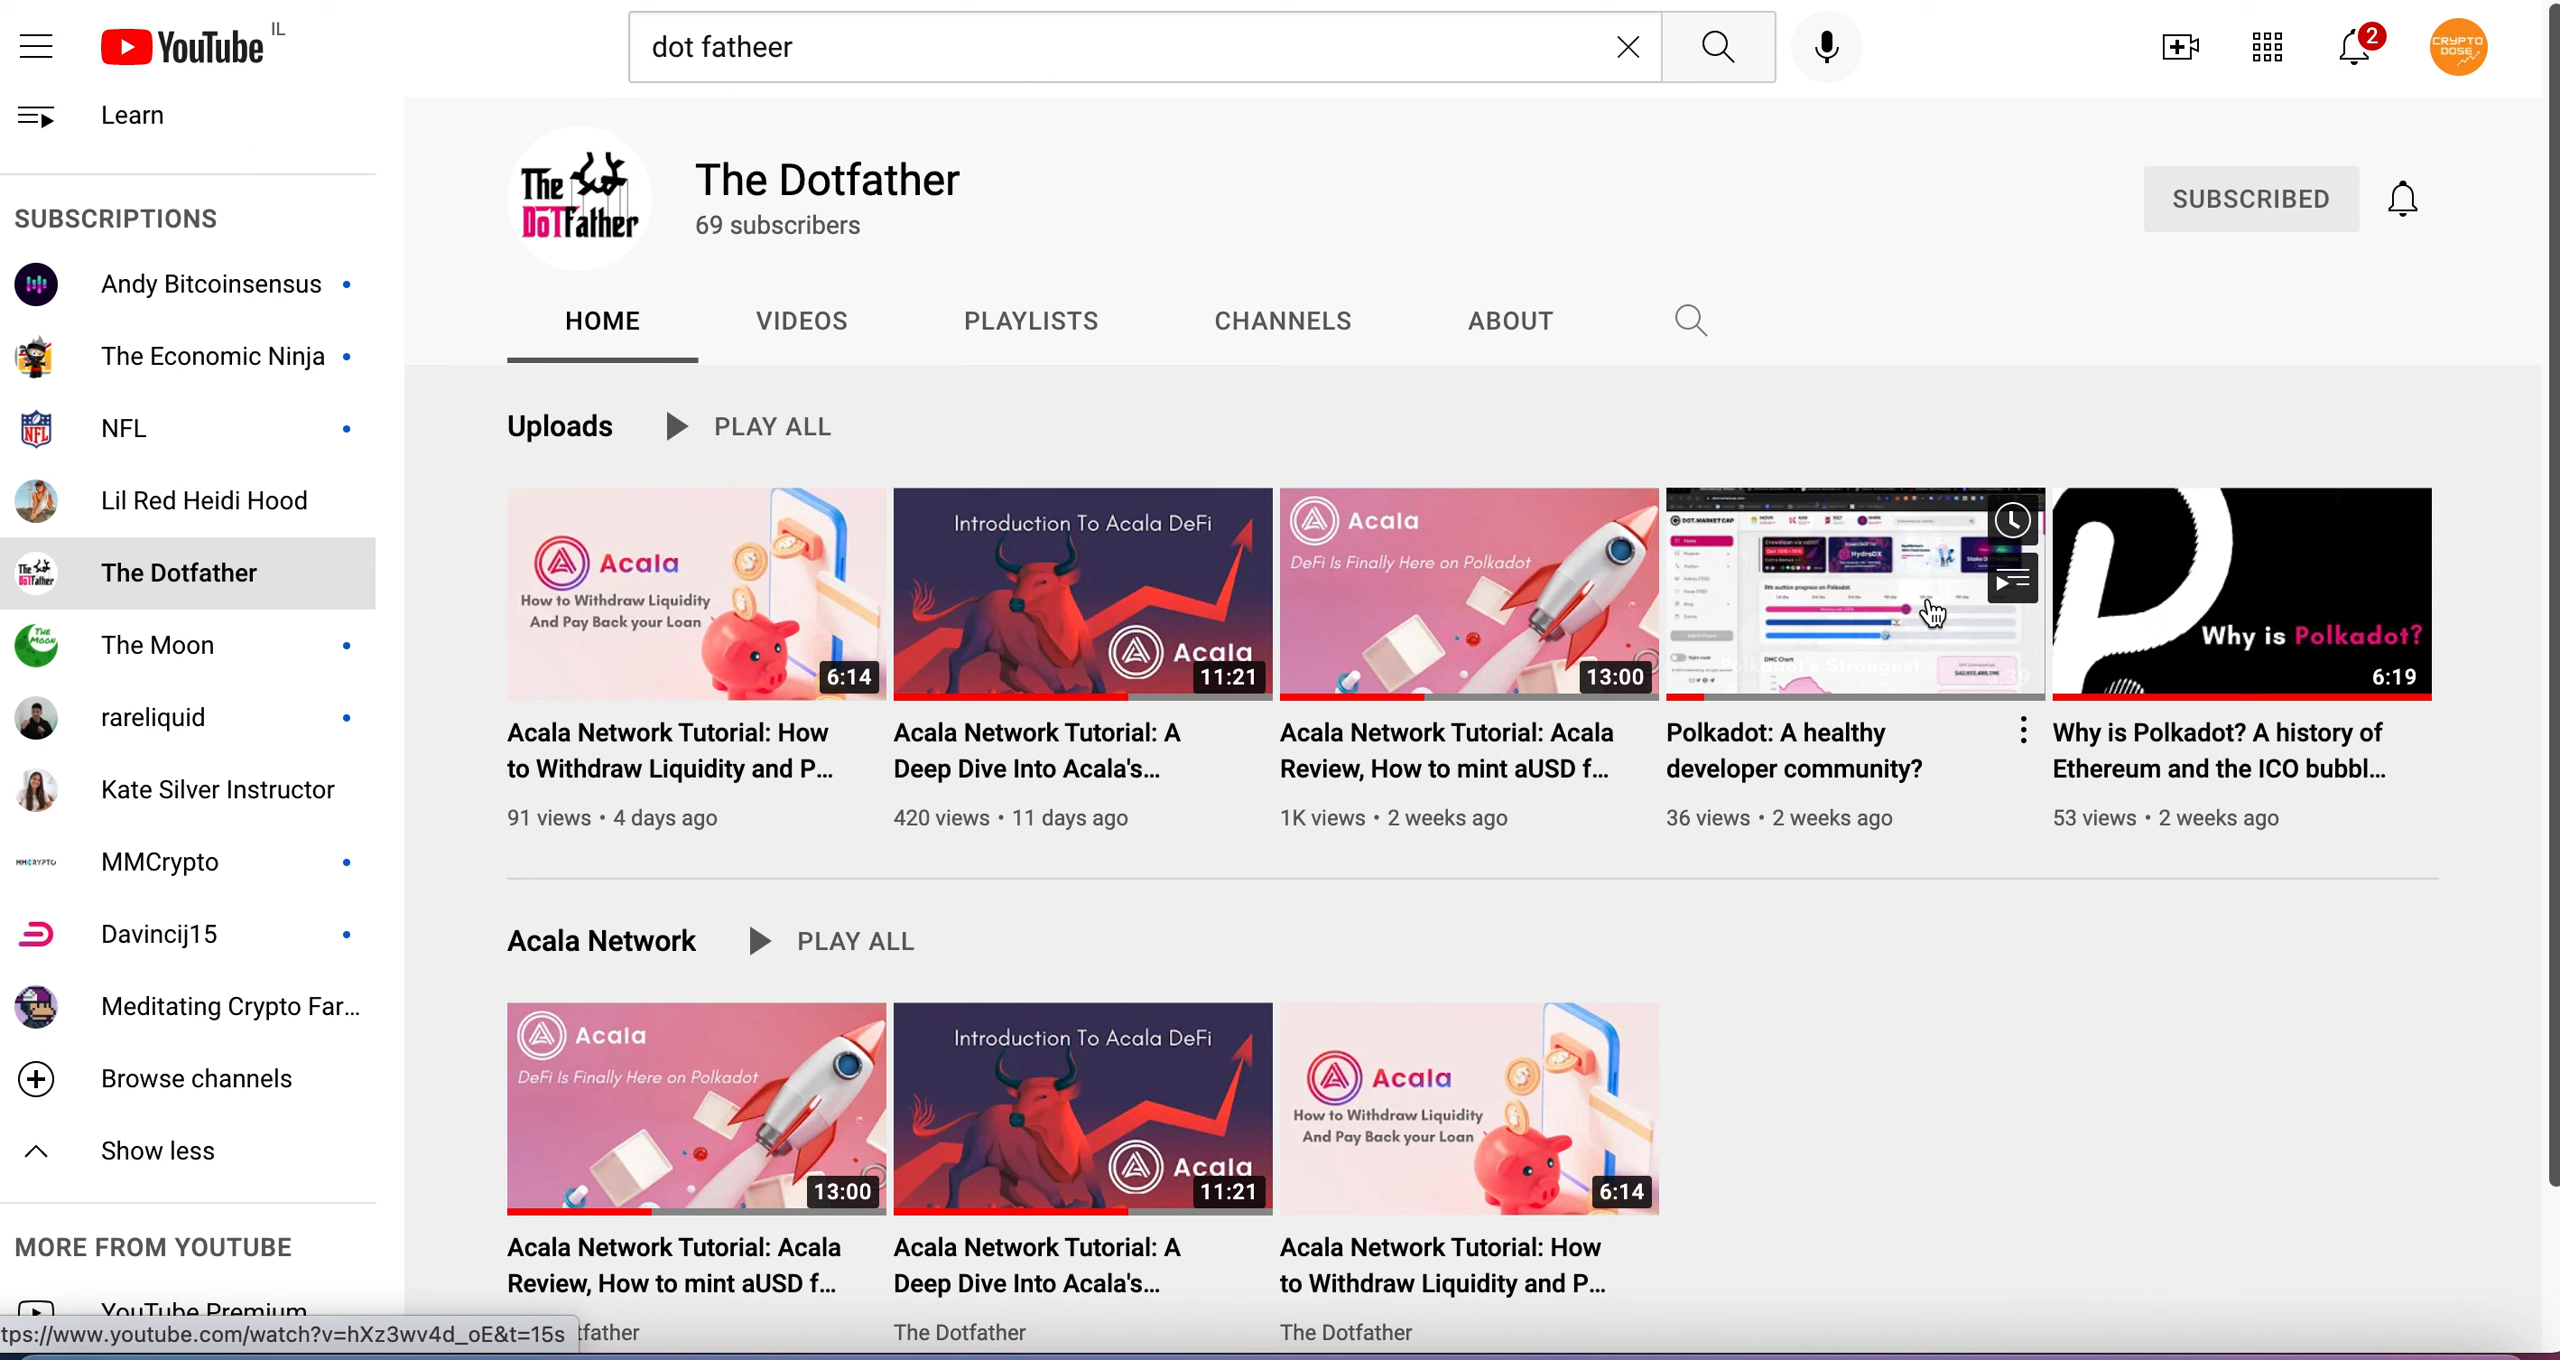 YouTube IL
dot fatheer
2
CRYPTO
DOSE
Learn
SUBSCRIPTIONS
Andy Bitcoinsensus
The Economic Ninja
NFL
Lil Red Heidi Hood
The Dotfather
The Moon
rareliquid
Kate Silver Instructor
MMCrypto
Davincij15
Meditating Crypto Far...
Browse channels
Show less
MORE FROM YOUTUBE
YouTube Premium
tps://www.youtube.com/watch?v=hXz3wv4d_oE&t=15s
The
DOTFather
The Dotfather
69 subscribers
SUBSCRIBED
HOME VIDEOS PLAYLISTS CHANNELS ABOUT
Uploads PLAY ALL
Acala
How to Withdraw Liquidity
And Pay Back your Loan
6:14
Acala Network Tutorial: How
to Withdraw Liquidity and P...
91 views • 4 days ago
Introduction To Acala DeFi
Acala
11:21
Acala Network Tutorial: A
Deep Dive Into Acala's...
420 views • 11 days ago
Acala
DeFi Is Finally Here on Polkadot
13:00
Acala Network Tutorial: Acala
Review, How to mint aUSD f...
1K views • 2 weeks ago
DOT.MARKETCAP
HydraDX
Polkadot's Strongest
Polkadot: A healthy
developer community?
36 views • 2 weeks ago
Why is Polkadot?
6:19
Why is Polkadot? A history of
Ethereum and the ICO bubbl...
53 views • 2 weeks ago
Acala Network PLAY ALL
Acala
DeFi Is Finally Here on Polkadot
13:00
Acala Network Tutorial: Acala
Review, How to mint aUSD f...
tfather
Introduction To Acala DeFi
Acala
11:21
Acala Network Tutorial: A
Deep Dive Into Acala's...
The Dotfather
Acala
How to Withdraw Liquidity
And Pay Back your Loan
6:14
Acala Network Tutorial: How
to Withdraw Liquidity and P...
The Dotfather